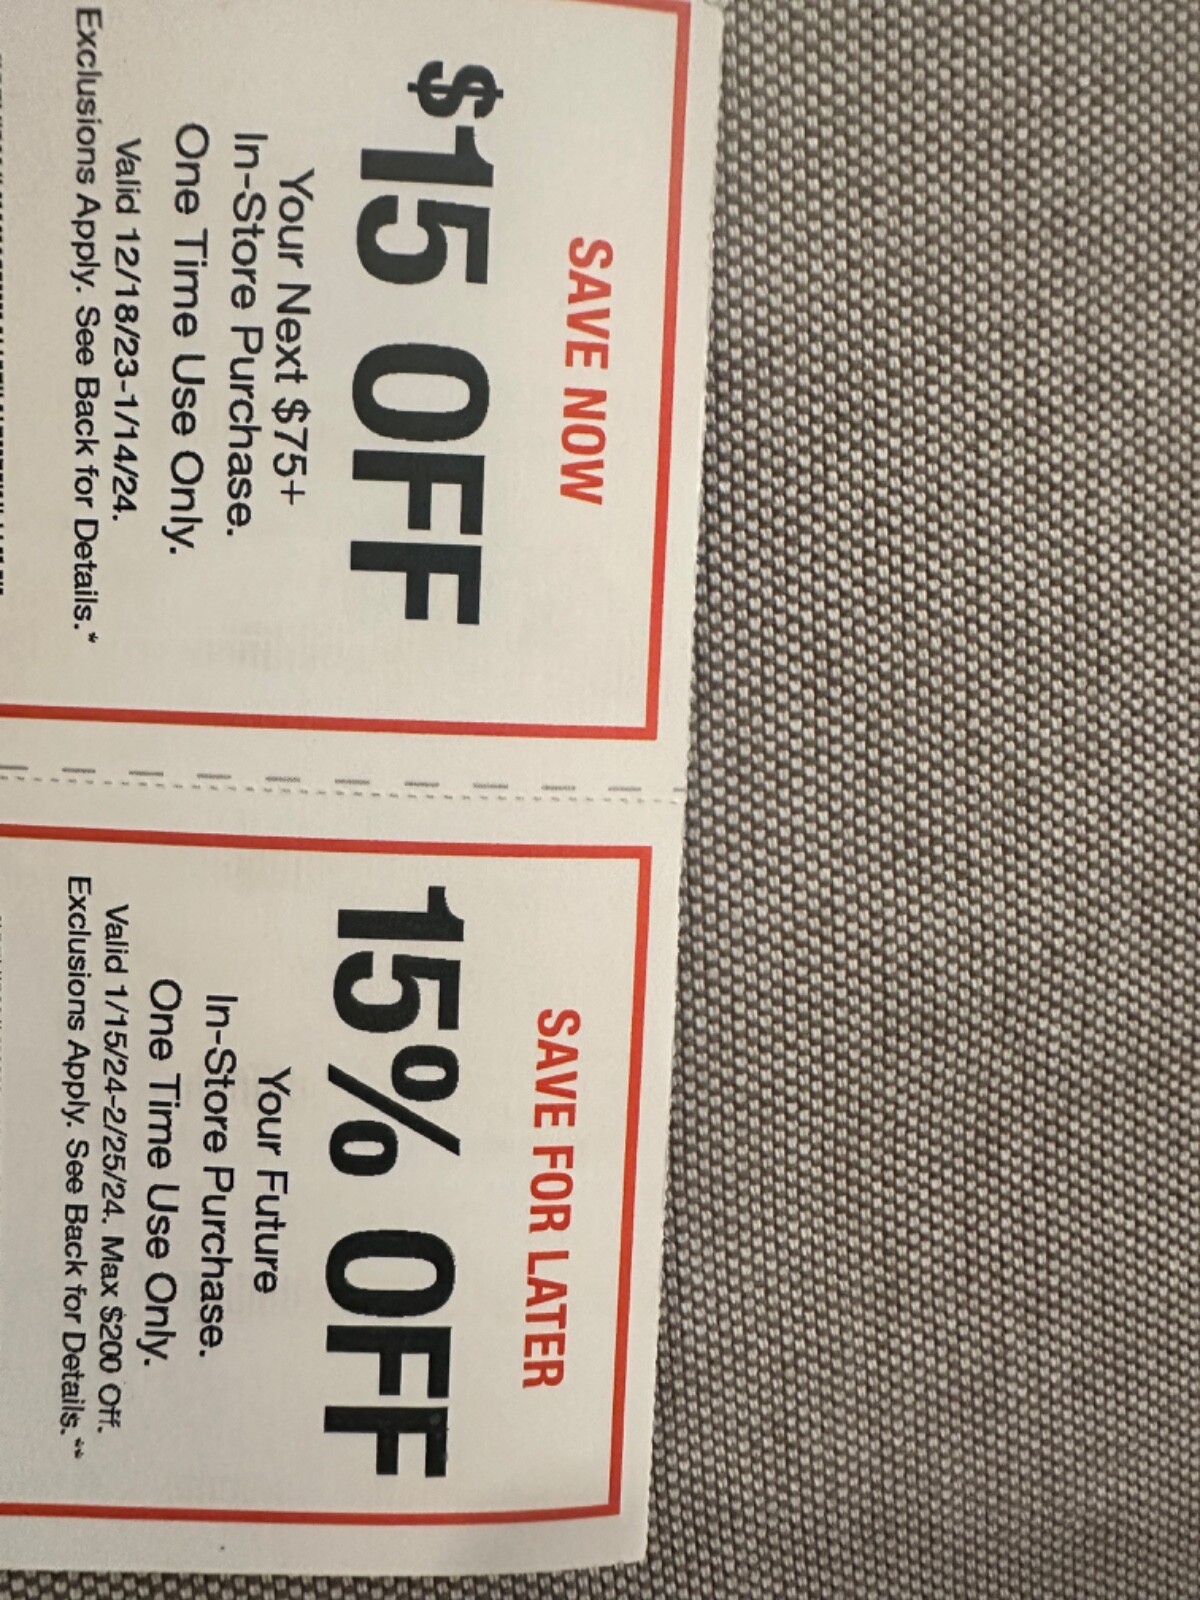 SAVE NOW
$15 OFF
Your Next $75+
In-Store Purchase.
One Time Use Only.
Valid 12/18/23-1/14/24.
Exclusions Apply. See Back for Details.*
SAVE FOR LATER
15% OFF
Your Future
In-Store Purchase.
One Time Use Only.
Valid 1/15/24-2/25/24. Max $200 Off.
Exclusions Apply. See Back for Details.**